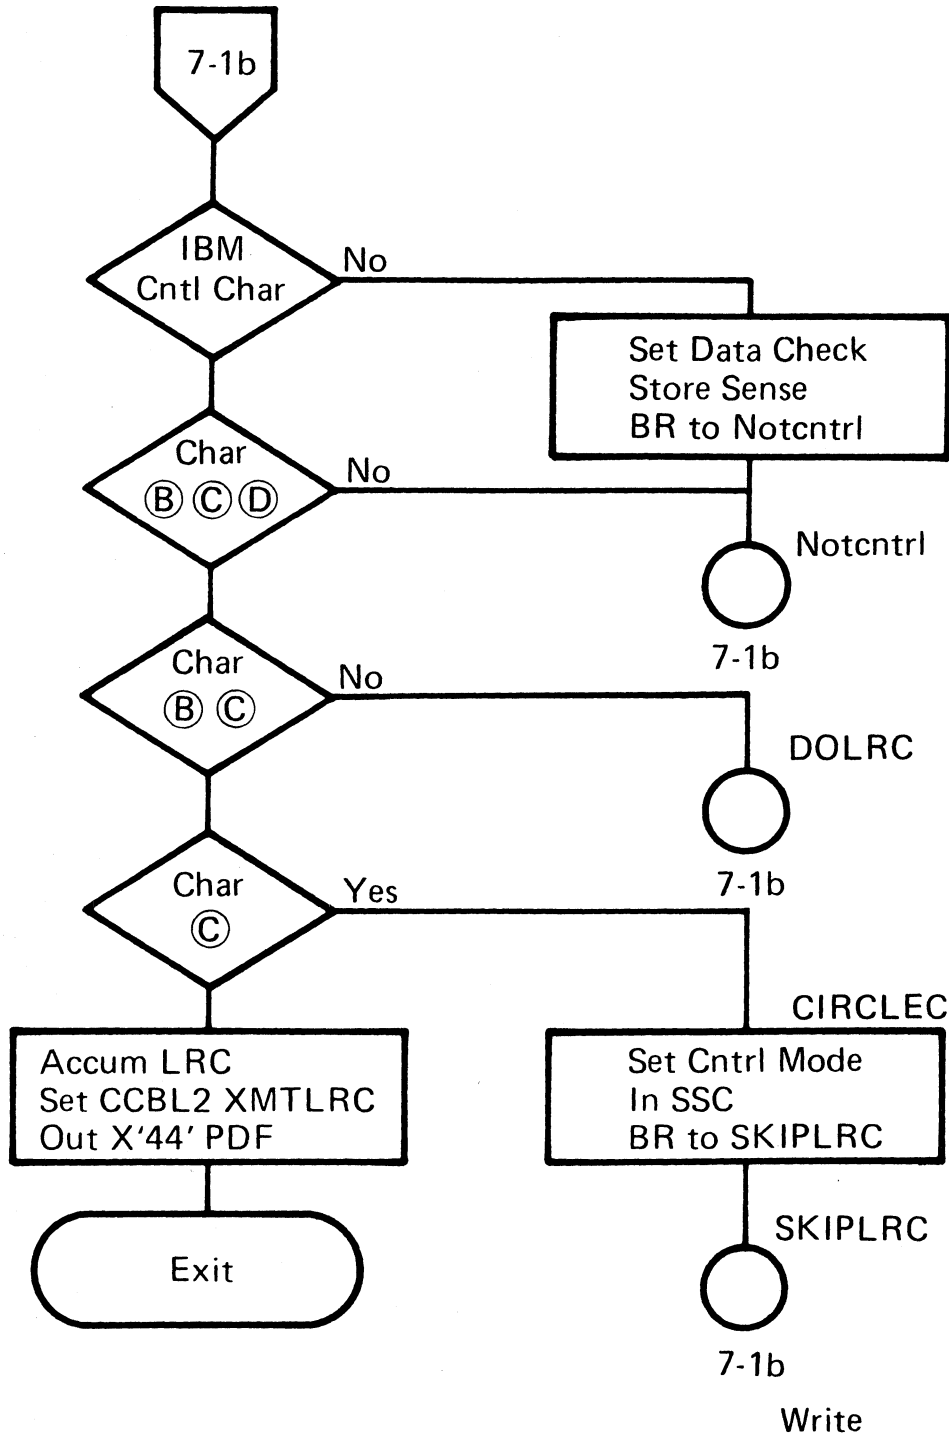 7-1b
IBM
Cntl Char
No
Set Data Check
Store Sense
BR to Notcntrl
Char
Ⓑ Ⓒ Ⓓ
No
Notcntrl
7-1b
Char
Ⓑ Ⓒ
No
DOLRC
7-1b
Char
Ⓒ
Yes
CIRCLEC
Accum LRC
Set CCBL2 XMTLRC
Out X'44' PDF
Set Cntrl Mode
In SSC
BR to SKIPLRC
Exit
SKIPLRC
7-1b
Write